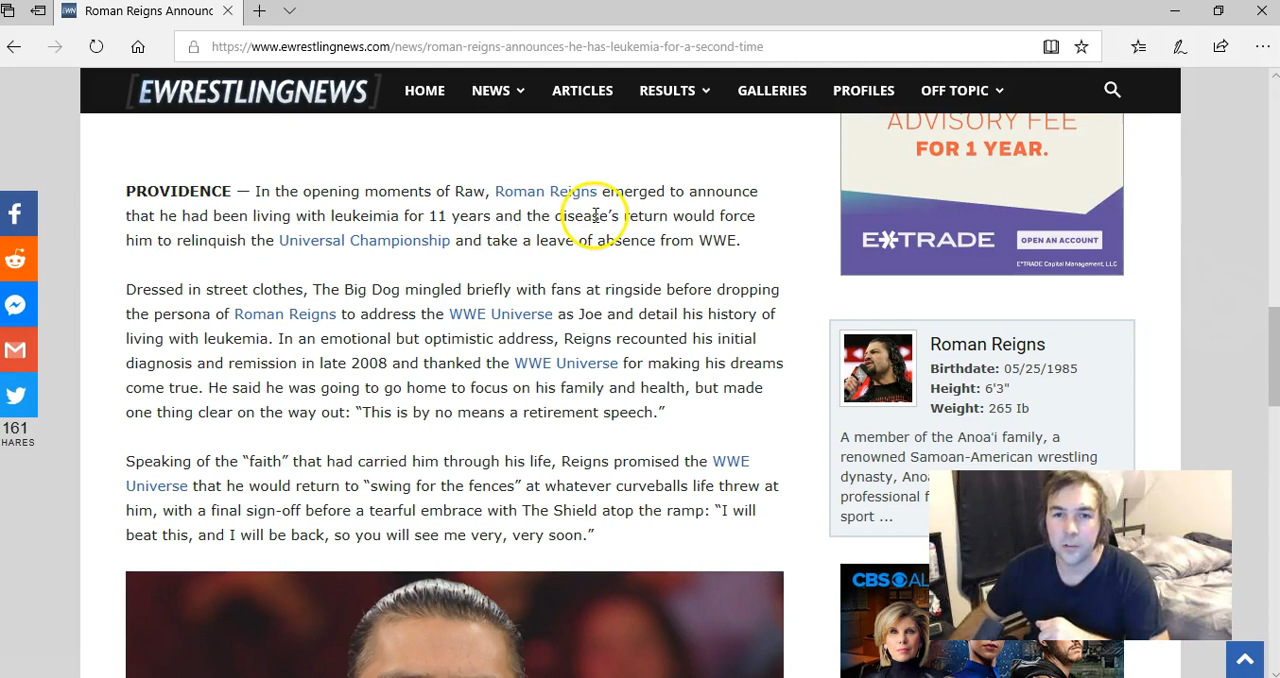 Roman Reigns Announc
https://www.ewrestlingnews.com/news/roman-reigns-announces-he-has-leukemia-for-a-second-time
[EWRESTLINGNEWS]
HOME NEWS ARTICLES RESULTS GALLERIES PROFILES OFF TOPIC
ADVISORY FEE
FOR 1 YEAR.
E*TRADE OPEN AN ACCOUNT
E*TRADE Capital Management, LLC
PROVIDENCE — In the opening moments of Raw, Roman Reigns emerged to announce
that he had been living with leukeimia for 11 years and the disease’s return would force
him to relinquish the Universal Championship and take a leave of absence from WWE.
Dressed in street clothes, The Big Dog mingled briefly with fans at ringside before dropping
the persona of Roman Reigns to address the WWE Universe as Joe and detail his history of
living with leukemia. In an emotional but optimistic address, Reigns recounted his initial
diagnosis and remission in late 2008 and thanked the WWE Universe for making his dreams
come true. He said he was going to go home to focus on his family and health, but made
one thing clear on the way out: “This is by no means a retirement speech.”
Speaking of the “faith” that had carried him through his life, Reigns promised the WWE
Universe that he would return to “swing for the fences” at whatever curveballs life threw at
him, with a final sign-off before a tearful embrace with The Shield atop the ramp: “I will
beat this, and I will be back, so you will see me very, very soon.”
161
HARES
Roman Reigns
Birthdate: 05/25/1985
Height: 6'3"
Weight: 265 lb
A member of the Anoa'i family, a
renowned Samoan-American wrestling
dynasty, Anoa
professional f
sport ...
CBS AL